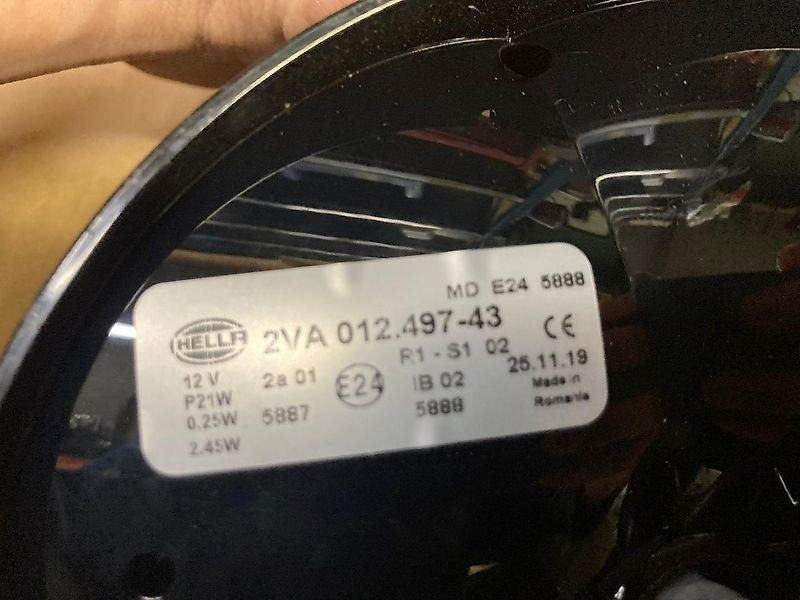 MD E24 5888
HELLA 2VA 012.497-43 CE
R1 - S1 02
12 V 2a 01 E24 IB 02 25.11.19
P21W Made in
0.25W 5887 5888 Romania
2.45W